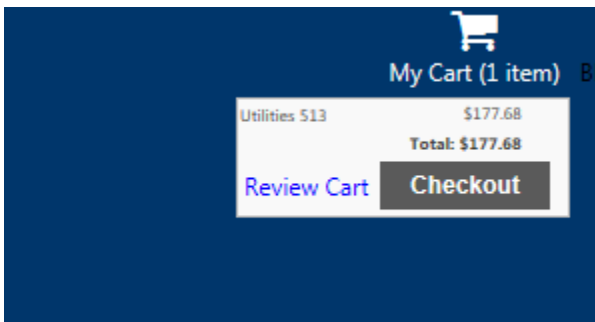 My Cart (1 item) B
Utilities 513 $177.68
Total: $177.68
Review Cart Checkout